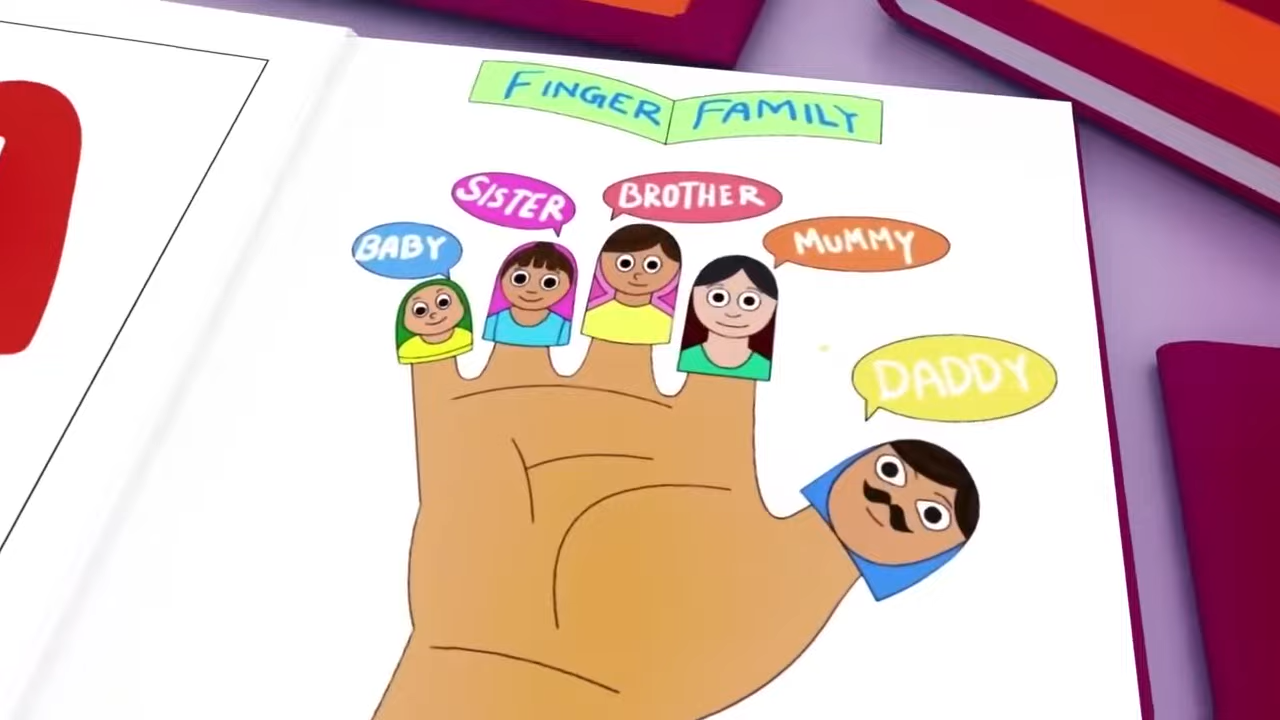 FINGER FAMILY
SISTER
BROTHER
BABY
MUMMY
DADDY